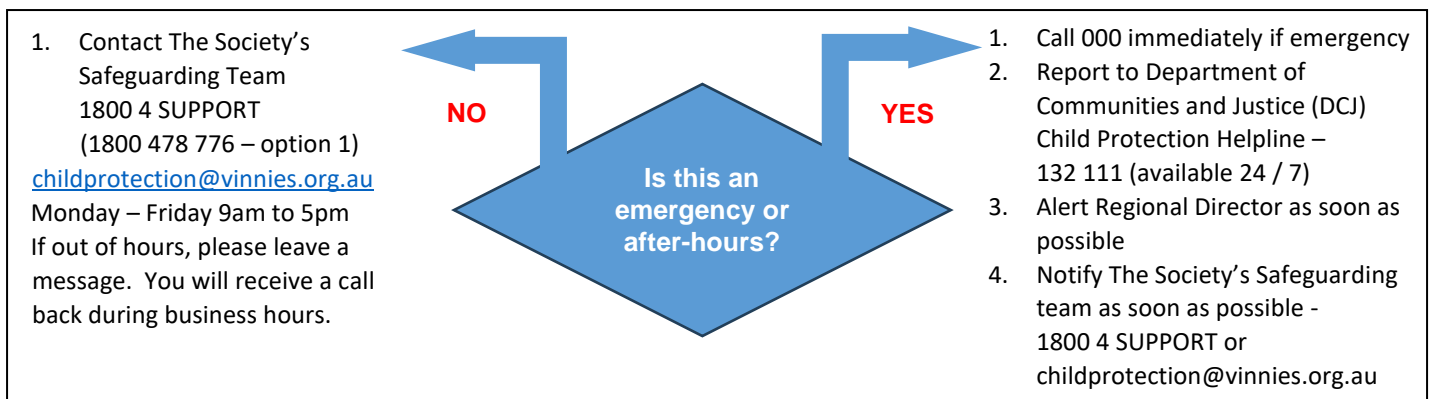 1. Contact The Society's
Safeguarding Team
1800 4 SUPPORT
(1800 478 776 – option 1)
childprotection@vinnies.org.au
Monday – Friday 9am to 5pm
If out of hours, please leave a
message.  You will receive a call
back during business hours.
NO
Is this an
emergency or
after-hours?
YES
1. Call 000 immediately if emergency
2. Report to Department of
Communities and Justice (DCJ)
Child Protection Helpline –
132 111 (available 24 / 7)
3. Alert Regional Director as soon as
possible
4. Notify The Society's Safeguarding
team as soon as possible -
1800 4 SUPPORT or
childprotection@vinnies.org.au